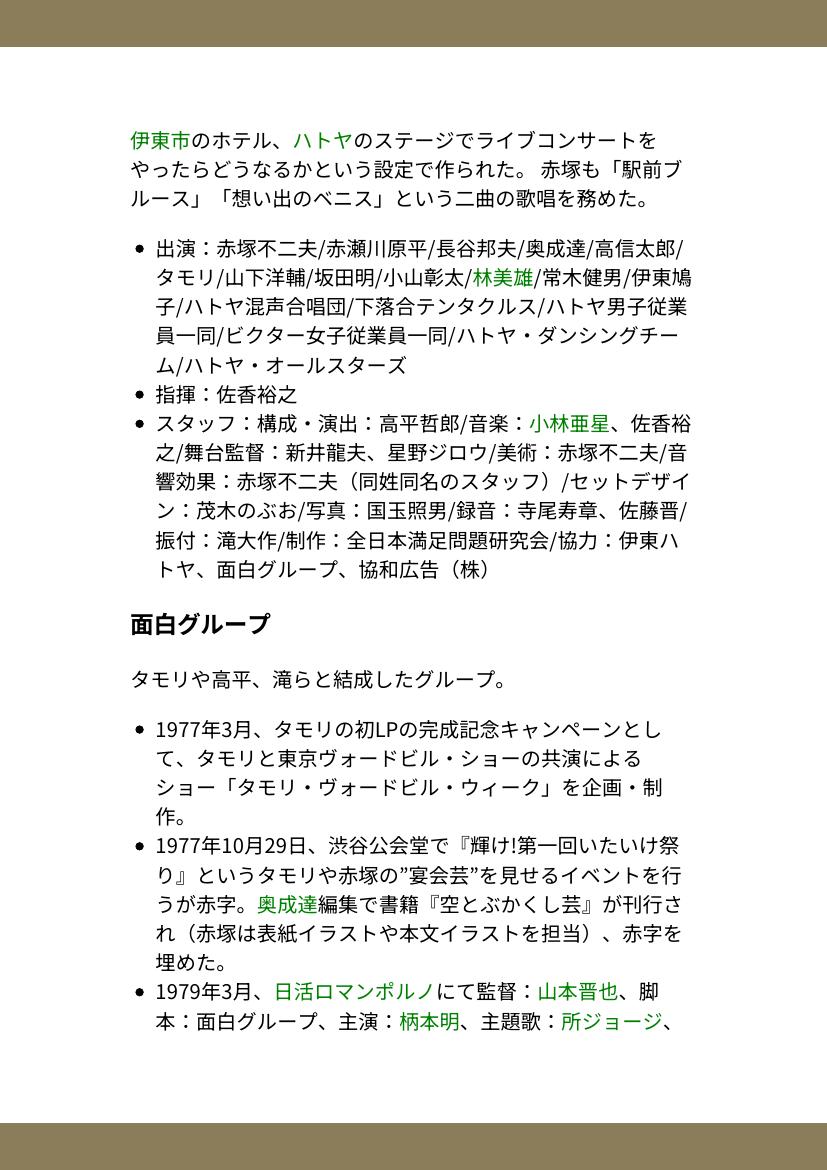 伊東市のホテル、ハトヤのステージでライブコンサートを
やったらどうなるかという設定で作られた。 赤塚も「駅前ブ
ルース」「想い出のベニス」という二曲の歌唱を務めた。
• 出演：赤塚不二夫/赤瀬川原平/長谷邦夫/奥成達/高信太郎/
タモリ/山下洋輔/坂田明/小山彰太/林美雄/常木健男/伊東鳩
子/ハトヤ混声合唱団/下落合テンタクルス/ハトヤ男子従業
員一同/ビクター女子従業員一同/ハトヤ・ダンシングチー
ム/ハトヤ・オールスターズ
• 指揮：佐香裕之
• スタッフ：構成・演出：高平哲郎/音楽：小林亜星、佐香裕
之/舞台監督：新井龍夫、星野ジロウ/美術：赤塚不二夫/音
響効果：赤塚不二夫（同姓同名のスタッフ）/セットデザイ
ン：茂木のぶお/写真：国玉照男/録音：寺尾寿章、佐藤晋/
振付：滝大作/制作：全日本満足問題研究会/協力：伊東ハ
トヤ、面白グループ、協和広告（株）
面白グループ
タモリや高平、滝らと結成したグループ。
• 1977年3月、タモリの初LPの完成記念キャンペーンとし
て、タモリと東京ヴォードビル・ショーの共演による
ショー「タモリ・ヴォードビル・ウィーク」を企画・制
作。
• 1977年10月29日、渋谷公会堂で『輝け!第一回いたいけ祭
り』というタモリや赤塚の”宴会芸”を見せるイベントを行
うが赤字。奥成達編集で書籍『空とぶかくし芸』が刊行さ
れ（赤塚は表紙イラストや本文イラストを担当）、赤字を
埋めた。
• 1979年3月、日活ロマンポルノにて監督：山本晋也、脚
本：面白グループ、主演：柄本明、主題歌：所ジョージ、